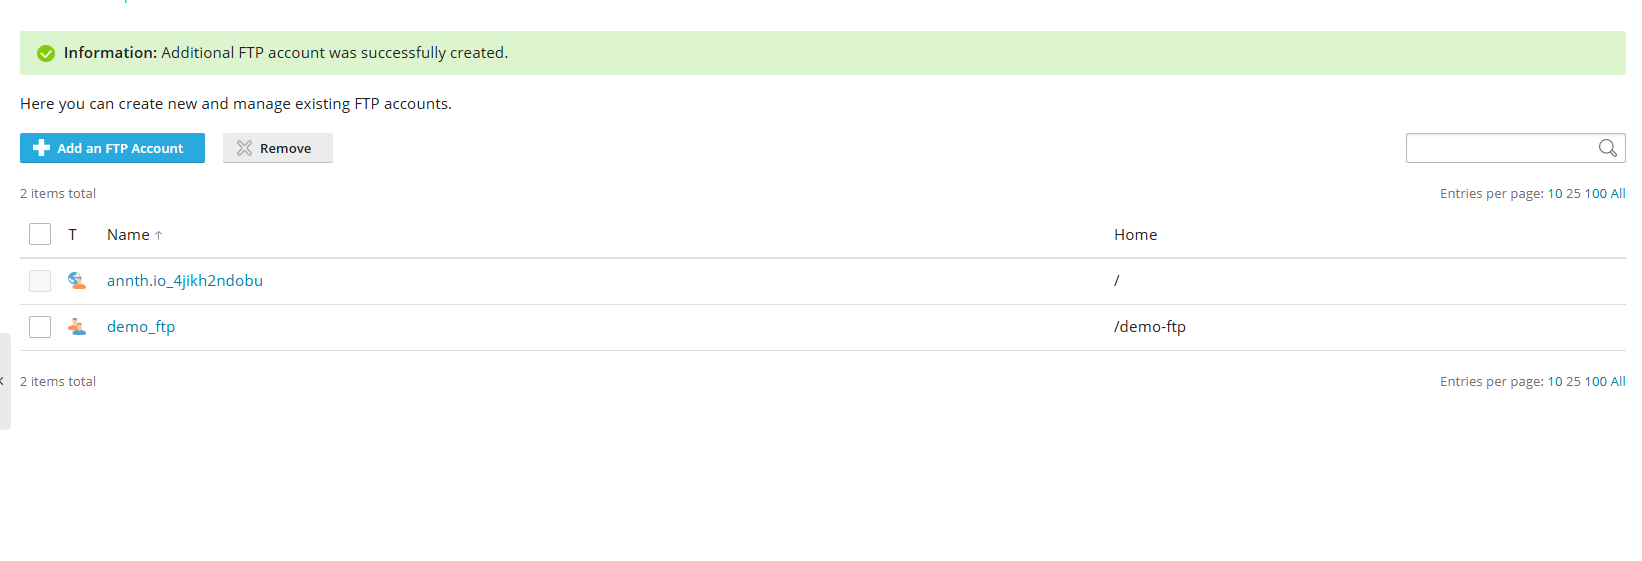 Information: Additional FTP account was successfully created.
Here you can create new and manage existing FTP accounts.
Add an FTP Account Remove
2 items total Entries per page: 10 25 100 All
T Name ↑ Home
annth.io_4jikh2ndobu /
demo_ftp /demo-ftp
2 items total Entries per page: 10 25 100 All